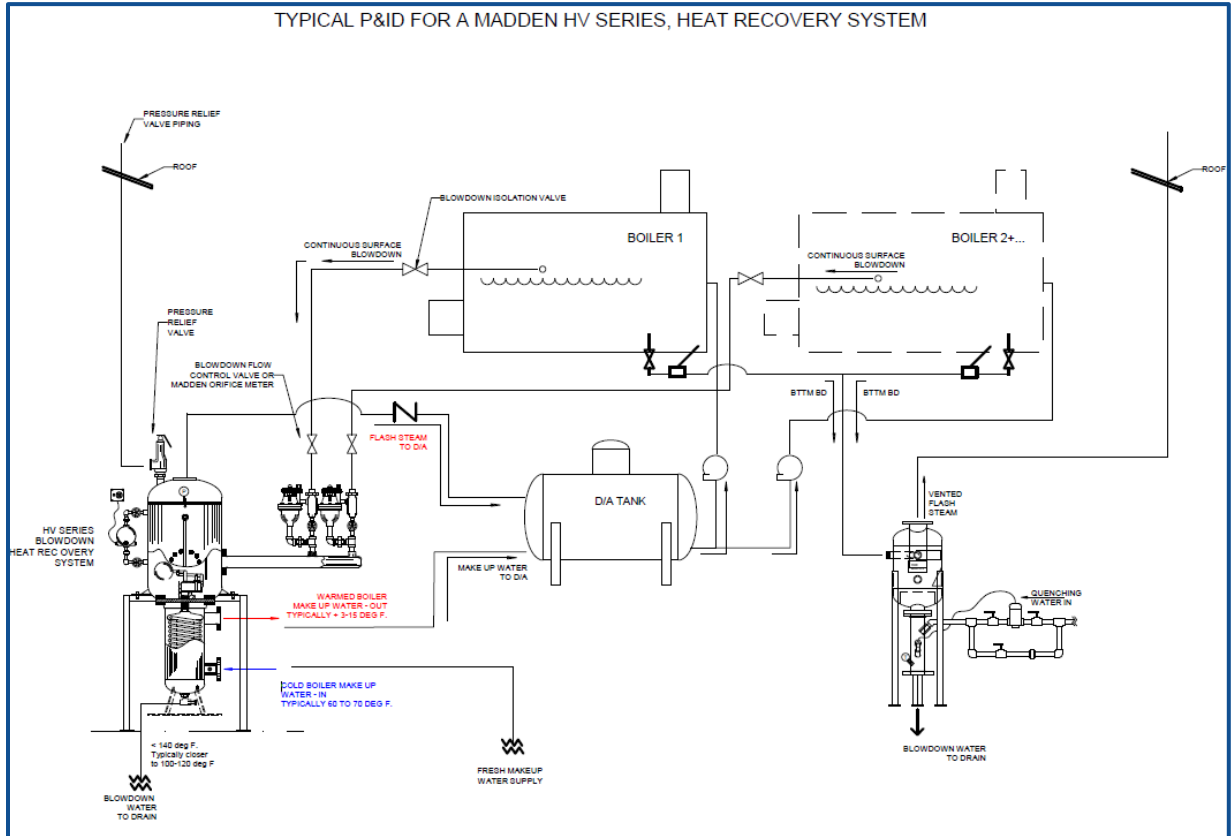 TYPICAL P&ID FOR A MADDEN HV SERIES, HEAT RECOVERY SYSTEM
PRESSURE RELIEF
VALVE PIPING
ROOF
ROOF
BLOWDOWN ISOLATION VALVE
BOILER 1
BOILER 2+...
CONTINUOUS SURFACE
BLOWDOWN
CONTINUOUS SURFACE
BLOWDOWN
PRESSURE
RELIEF
VALVE
BLOWDOWN FLOW
CONTROL VALVE OR
MADDEN ORIFICE METER
BTTM BD
BTTM BD
FLASH STEAM
TO D/A
D/A TANK
VENTED
FLASH
STEAM
HV SERIES
BLOWDOWN
HEAT REC OVERY
SYSTEM
MAKE UP WATER
TO D/A
WARMED BOILER
MAKE UP WATER - OUT
TYPICALLY + 3-15 DEG F.
QUENCHING
WATER IN
COLD BOILER MAKE UP
WATER - IN
TYPICALLY 60 TO 70 DEG F.
< 140 deg F.
Typically closer
to 100-120 deg F
BLOWDOWN WATER
TO DRAIN
FRESH MAKEUP
WATER SUPPLY
BLOWDOWN
WATER
TO DRAIN